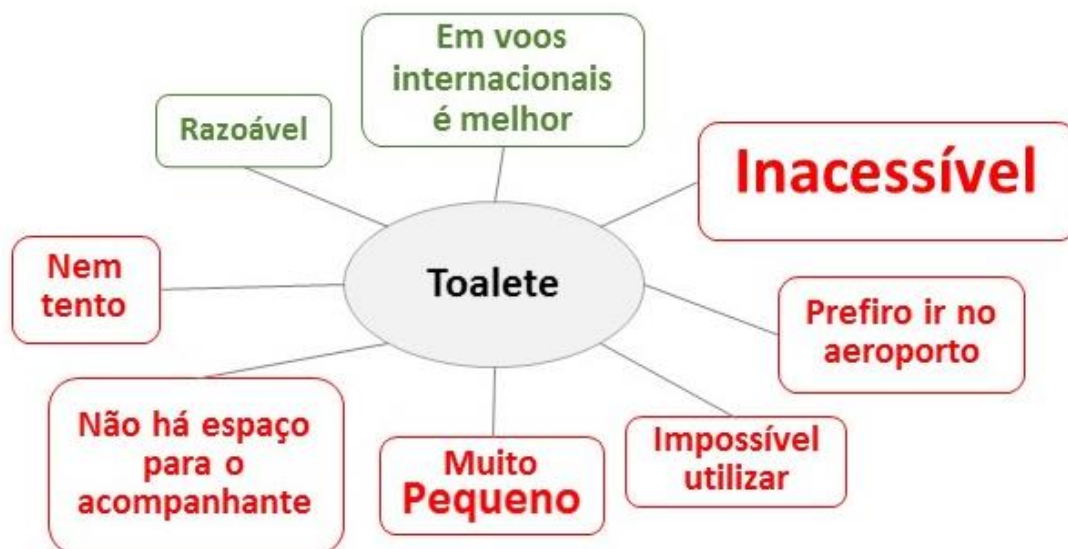 Em voos
internacionais
é melhor
Razoável
Inacessível
Toalete
Nem
tento
Prefiro ir no
aeroporto
Não há espaço
para o
acompanhante
Muito
Pequeno
Impossível
utilizar